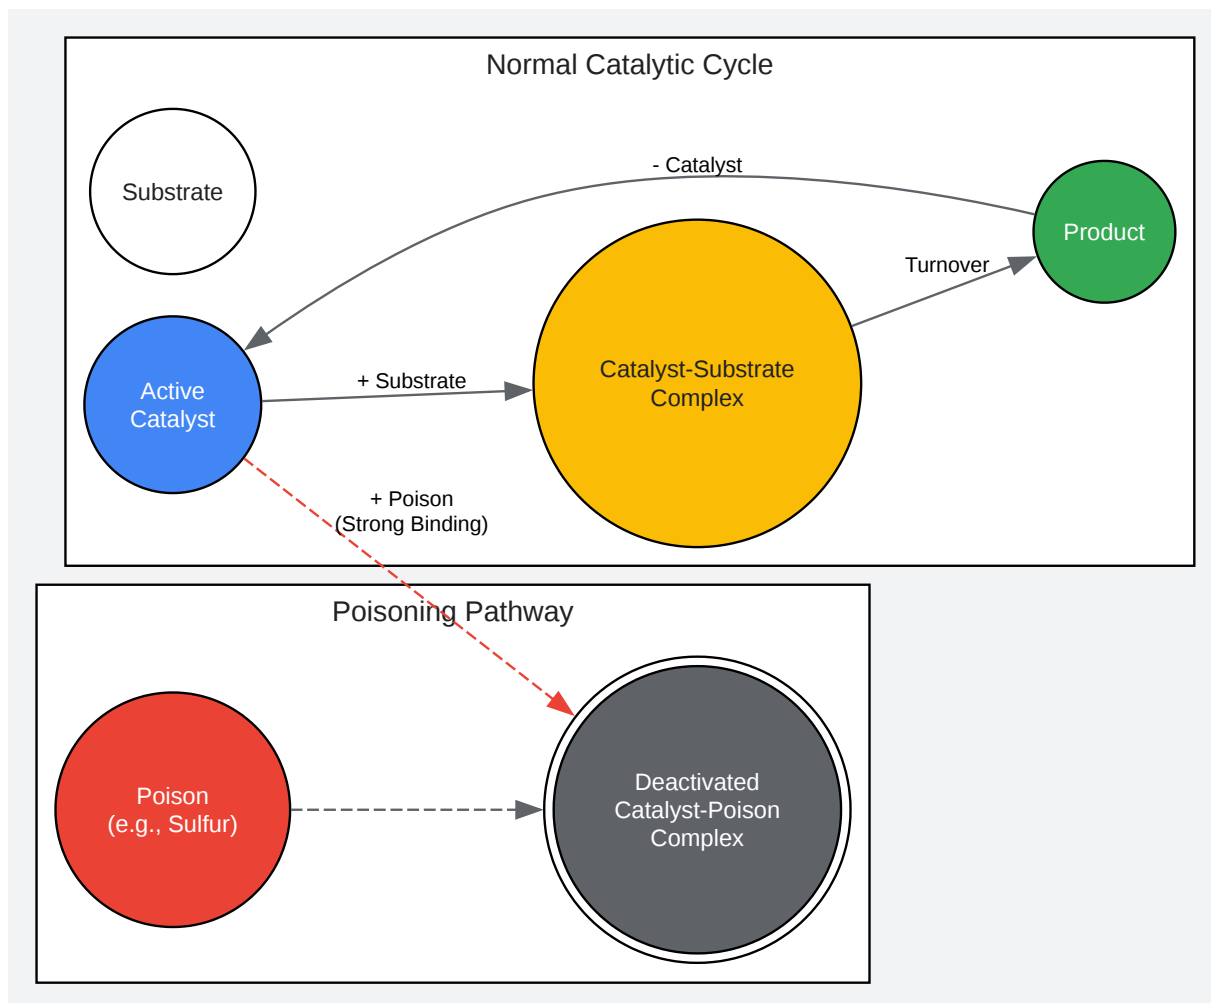 Normal Catalytic Cycle
Substrate
- Catalyst
Product
Turnover
Active
Catalyst
+ Substrate
Catalyst-Substrate
Complex
+ Poison
(Strong Binding)
Poisoning Pathway
Poison
(e.g., Sulfur)
Deactivated
Catalyst-Poison
Complex